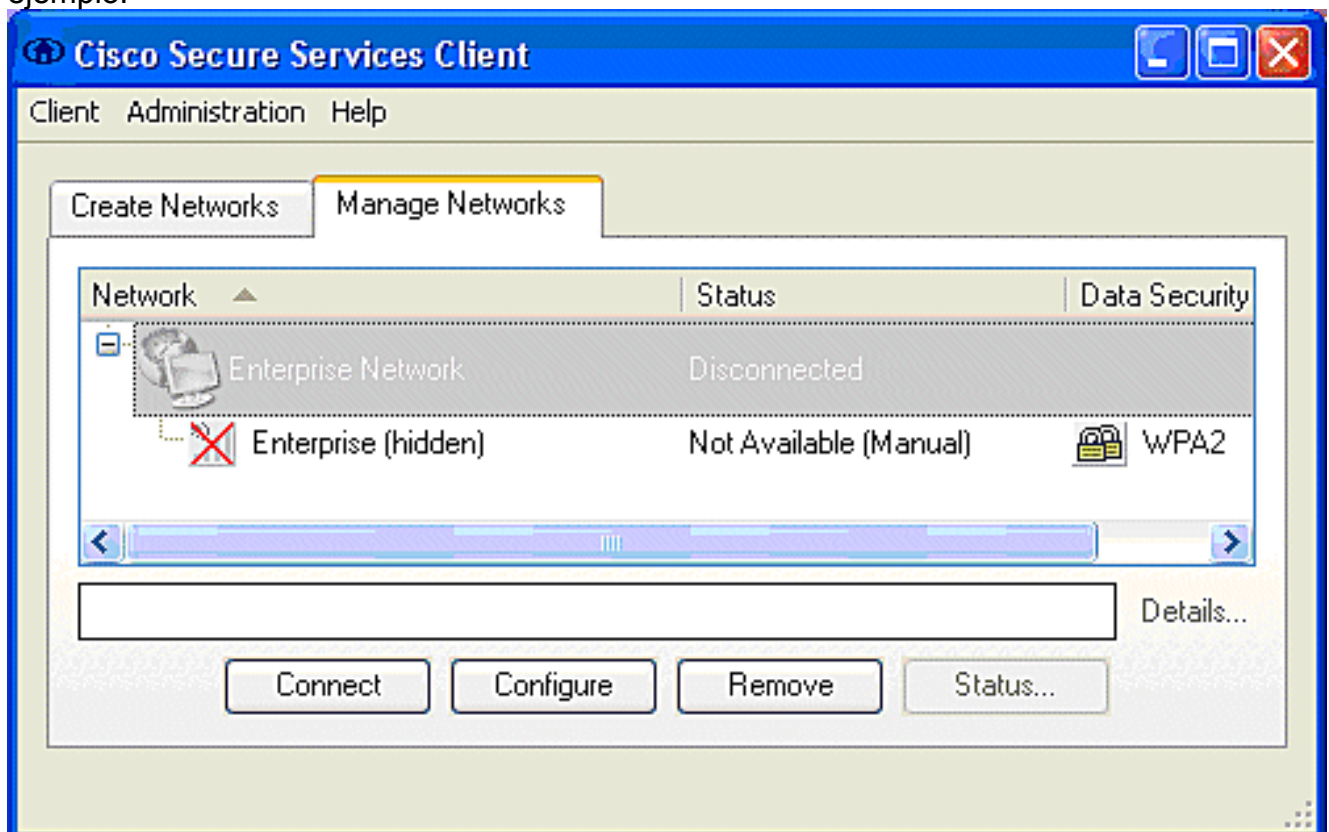 ejemplo:
Cisco Secure Services Client
Client Administration Help
Create Networks Manage Networks
Network Status Data Security
Enterprise Network Disconnected
Enterprise (hidden) Not Available (Manual) WPA2
Details...
Connect Configure Remove Status...